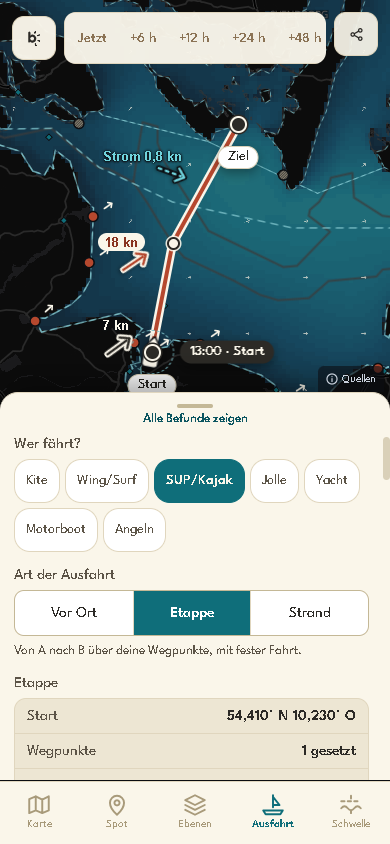 b
Jetzt +6 h +12 h +24 h +48 h
Strom 0,8 kn
Ziel
18 kn
7 kn
13:00 · Start
Start
Quellen
Alle Befunde zeigen
Wer fährt?
Kite Wing/Surf SUP/Kajak Jolle Yacht
Motorboot Angeln
Art der Ausfahrt
Vor Ort Etappe Strand
Von A nach B über deine Wegpunkte, mit fester Fahrt.
Etappe
Start 54,410° N 10,230° O
Wegpunkte 1 gesetzt
Karte Spot Ebenen Ausfahrt Schwelle